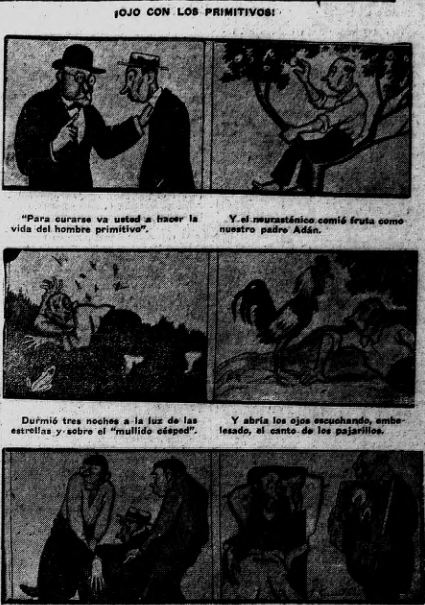 ¡OJO CON LOS PRIMITIVOS!
"Para curarse va usted a hacer la
vida del hombre primitivo".
Y el neurasténico comió fruta como
nuestro padre Adán.
Durmió tres noches a la luz de las
estrellas y sobre el "mullido césped".
Y abría los ojos escuchando, embe-
lesado, el canto de los pajarillos.